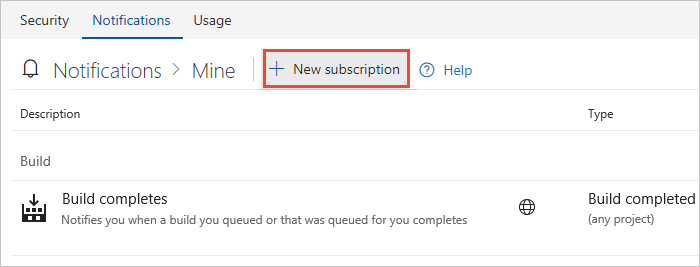 Security Notifications Usage
Notifications > Mine + New subscription ? Help
Description Type
Build
Build completes Build completed
Notifies you when a build you queued or that was queued for you completes (any project)